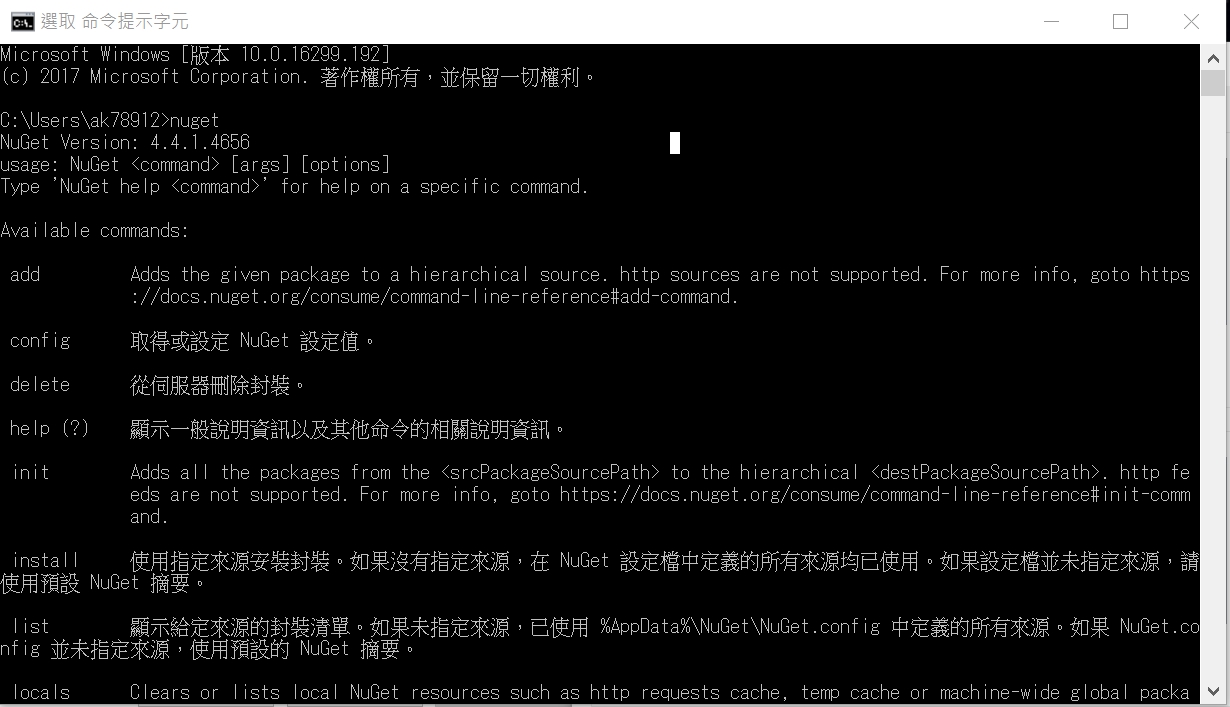 選取 命令提示字元
Microsoft Windows [版本 10.0.16299.192]
(c) 2017 Microsoft Corporation. 著作權所有，並保留一切權利。
C:\Users\ak78912>nuget
NuGet Version: 4.4.1.4656
usage: NuGet <command> [args] [options]
Type 'NuGet help <command>' for help on a specific command.
Available commands:
add Adds the given package to a hierarchical source. http sources are not supported. For more info, goto https
://docs.nuget.org/consume/command-line-reference#add-command.
config 取得或設定 NuGet 設定值。
delete 從伺服器刪除封裝。
help (?) 顯示一般說明資訊以及其他命令的相關說明資訊。
init Adds all the packages from the <srcPackageSourcePath> to the hierarchical <destPackageSourcePath>. http fe
eds are not supported. For more info, goto https://docs.nuget.org/consume/command-line-reference#init-comm
and.
install 使用指定來源安裝封裝。如果沒有指定來源，在 NuGet 設定檔中定義的所有來源均已使用。如果設定檔並未指定來源，請
使用預設 NuGet 摘要。
list 顯示給定來源的封裝清單。如果未指定來源，已使用 %AppData%\NuGet\NuGet.config 中定義的所有來源。如果 NuGet.co
nfig 並未指定來源，使用預設的 NuGet 摘要。
locals Clears or lists local NuGet resources such as http requests cache, temp cache or machine-wide global packa